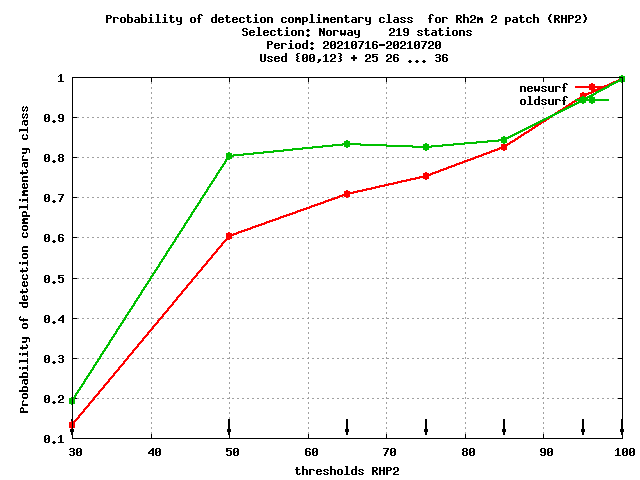 Probability of detection complimentary class  for Rh2m 2 patch (RHP2)
Selection: Norway    219 stations
Period: 20210716-20210720
Used {00,12} + 25 26 ... 36
newsurf
oldsurf
Probability of detection complimentary class
1
0.9
0.8
0.7
0.6
0.5
0.4
0.3
0.2
0.1
30 40 50 60 70 80 90 100
thresholds RHP2